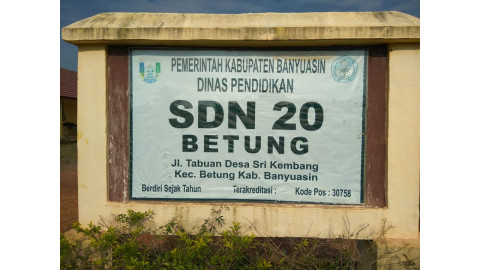 PEMERINTAH KABUPATEN BANYUASIN
DINAS PENDIDIKAN
SDN 20
BETUNG
Jl. Tabuan Desa Sri Kembang
Kec. Betung Kab. Banyuasin
Berdiri Sejak Tahun Terakreditasi : Kode Pos : 30758